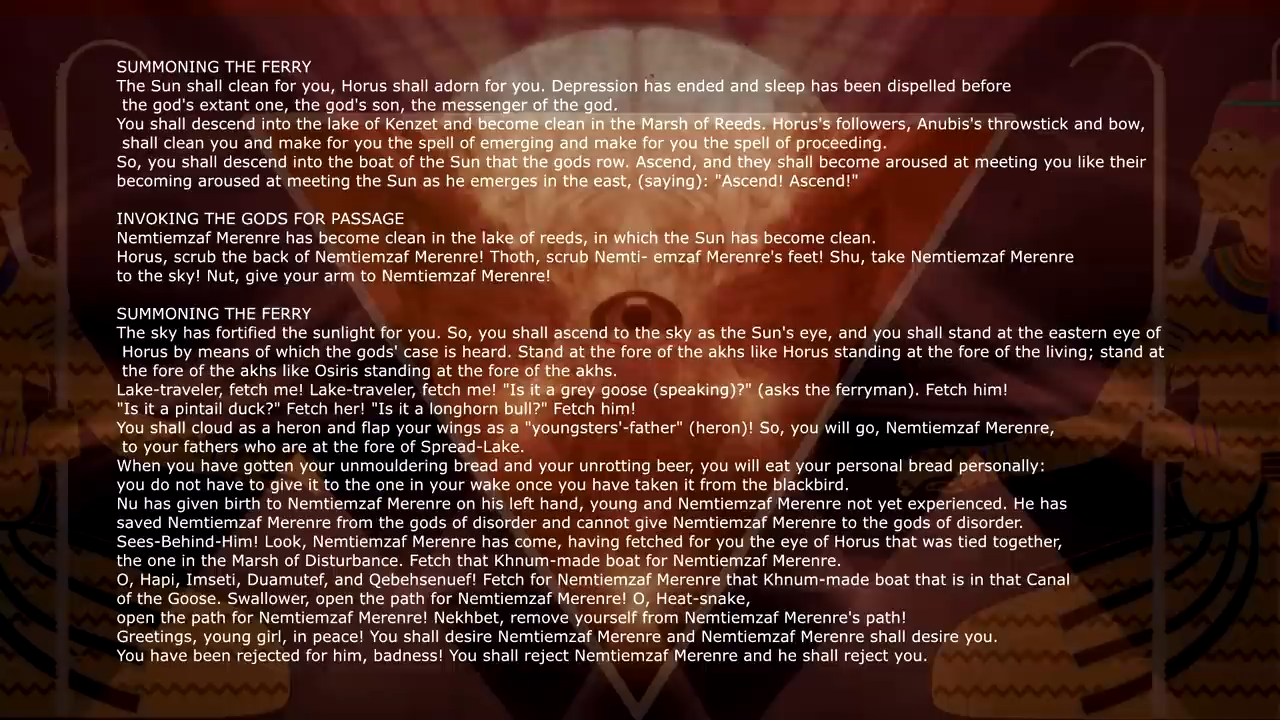 SUMMONING THE FERRY
The Sun shall clean for you, Horus shall adorn for you. Depression has ended and sleep has been dispelled before
the god's extant one, the god's son, the messenger of the god.
You shall descend into the lake of Kenzet and become clean in the Marsh of Reeds. Horus's followers, Anubis's throwstick and bow,
shall clean you and make for you the spell of emerging and make for you the spell of proceeding.
So, you shall descend into the boat of the Sun that the gods row. Ascend, and they shall become aroused at meeting you like their
becoming aroused at meeting the Sun as he emerges in the east, (saying): "Ascend! Ascend!"

INVOKING THE GODS FOR PASSAGE
Nemtiemzaf Merenre has become clean in the lake of reeds, in which the Sun has become clean.
Horus, scrub the back of Nemtiemzaf Merenre! Thoth, scrub Nemti- emzaf Merenre's feet! Shu, take Nemtiemzaf Merenre
to the sky! Nut, give your arm to Nemtiemzaf Merenre!

SUMMONING THE FERRY
The sky has fortified the sunlight for you. So, you shall ascend to the sky as the Sun's eye, and you shall stand at the eastern eye of
Horus by means of which the gods' case is heard. Stand at the fore of the akhs like Horus standing at the fore of the living; stand at
the fore of the akhs like Osiris standing at the fore of the akhs.
Lake-traveler, fetch me! Lake-traveler, fetch me! "Is it a grey goose (speaking)?" (asks the ferryman). Fetch him!
"Is it a pintail duck?" Fetch her! "Is it a longhorn bull?" Fetch him!
You shall cloud as a heron and flap your wings as a "youngsters'-father" (heron)! So, you will go, Nemtiemzaf Merenre,
to your fathers who are at the fore of Spread-Lake.
When you have gotten your unmouldering bread and your unrotting beer, you will eat your personal bread personally:
you do not have to give it to the one in your wake once you have taken it from the blackbird.
Nu has given birth to Nemtiemzaf Merenre on his left hand, young and Nemtiemzaf Merenre not yet experienced. He has
saved Nemtiemzaf Merenre from the gods of disorder and cannot give Nemtiemzaf Merenre to the gods of disorder.
Sees-Behind-Him! Look, Nemtiemzaf Merenre has come, having fetched for you the eye of Horus that was tied together,
the one in the Marsh of Disturbance. Fetch that Khnum-made boat for Nemtiemzaf Merenre.
O, Hapi, Imseti, Duamutef, and Qebehsenuef! Fetch for Nemtiemzaf Merenre that Khnum-made boat that is in that Canal
of the Goose. Swallower, open the path for Nemtiemzaf Merenre! O, Heat-snake,
open the path for Nemtiemzaf Merenre! Nekhbet, remove yourself from Nemtiemzaf Merenre's path!
Greetings, young girl, in peace! You shall desire Nemtiemzaf Merenre and Nemtiemzaf Merenre shall desire you.
You have been rejected for him, badness! You shall reject Nemtiemzaf Merenre and he shall reject you.